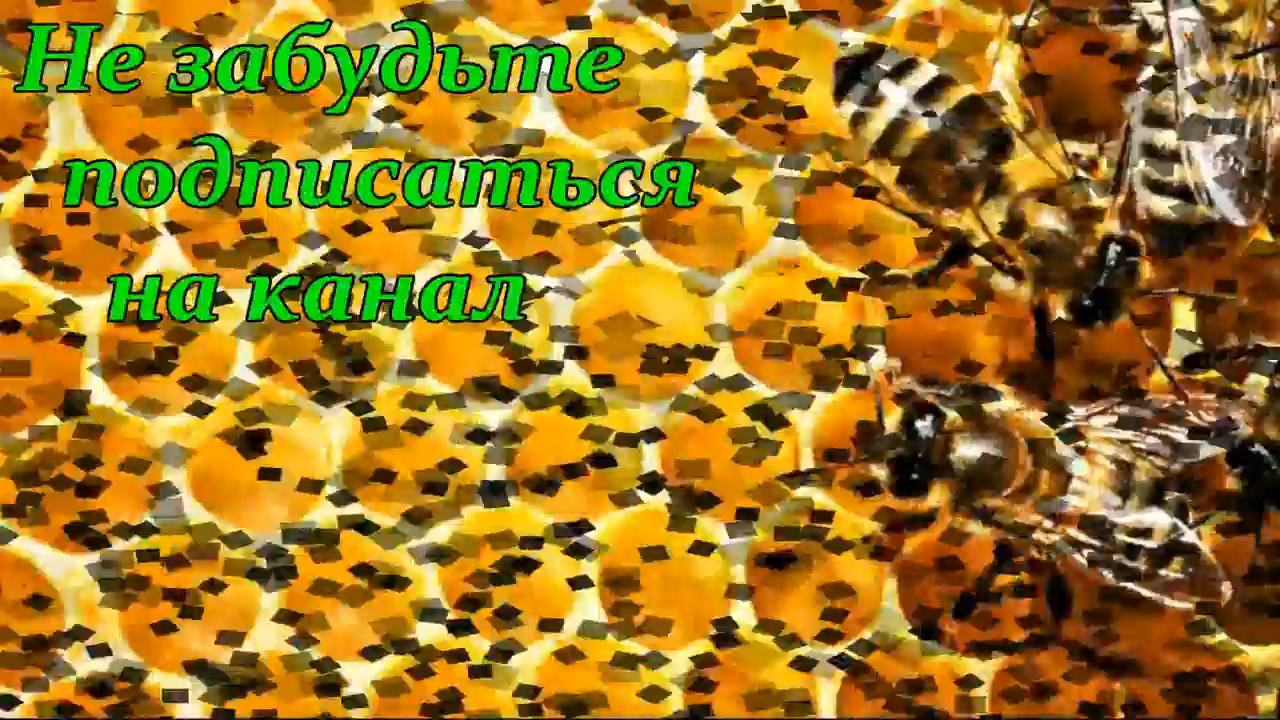 Не забудьте
подписаться
на канал